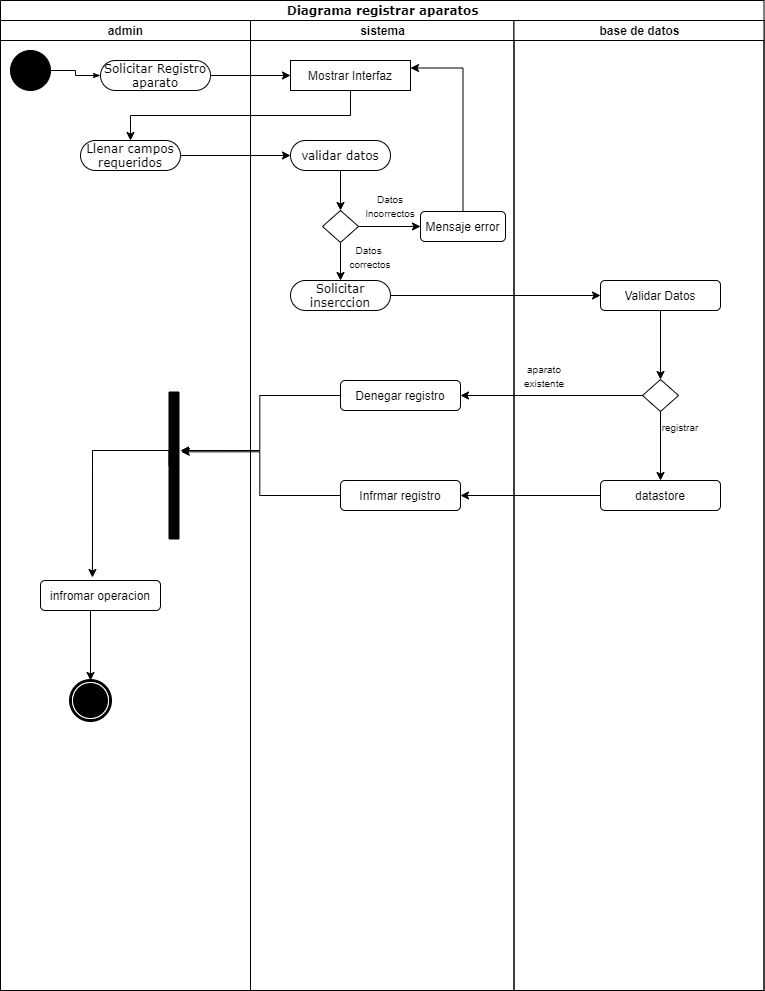 Diagrama registrar aparatos
admin
sistema
base de datos
Solicitar Registro
aparato
Mostrar Interfaz
Llenar campos
requeridos
validar datos
Datos
Incorrectos
Mensaje error
Datos
correctos
Solicitar
inserccion
Validar Datos
aparato
existente
Denegar registro
registrar
Infrmar registro
datastore
infromar operacion